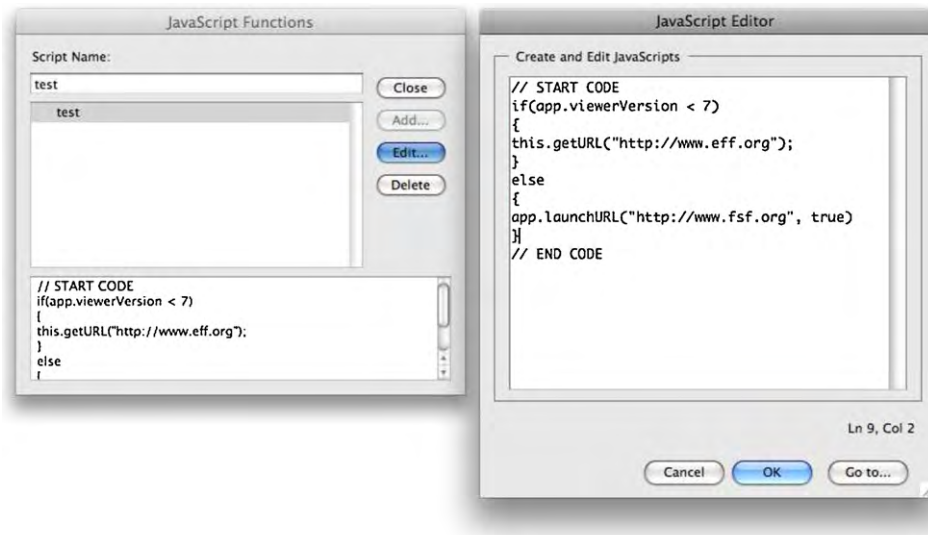 JavaScript Functions
Script Name:
test
test
Close
Add...
Edit...
Delete
// START CODE
if(app.viewerVersion < 7)
{
this.getURL("http://www.eff.org");
}
else
{
JavaScript Editor
Create and Edit JavaScripts
// START CODE
if(app.viewerVersion < 7)
{
this.getURL("http://www.eff.org");
}
else
{
app.launchURL("http://www.fsf.org", true)
}
// END CODE
Ln 9, Col 2
Cancel
OK
Go to...